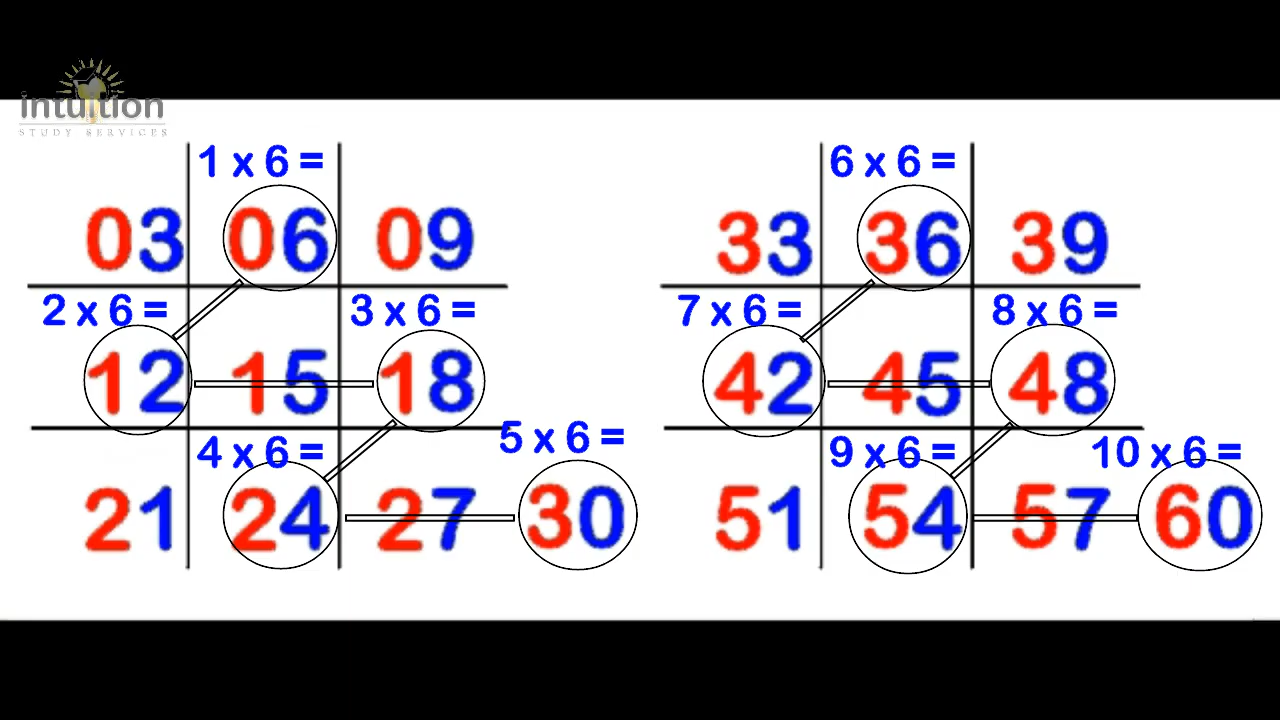 intuition
STUDY SERVICES
1 x 6 =
03 06 09
2 x 6 = 3 x 6 =
12 15 18
4 x 6 = 5 x 6 =
21 24 27 30
6 x 6 =
33 36 39
7 x 6 = 8 x 6 =
42 45 48
9 x 6 = 10 x 6 =
51 54 57 60